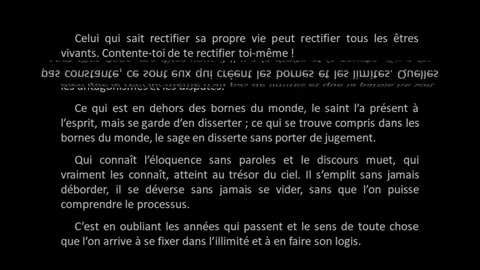 Celui qui sait rectifier sa propre vie peut rectifier tous les êtres
vivants. Contente-toi de te rectifier toi-même !
pas constante, ce sont eux qui créent les bornes et les limites. Quelles
les antagonismes et les disputes.
Ce qui est en dehors des bornes du monde, le saint l’a présent à
l’esprit, mais se garde d’en disserter ; ce qui se trouve compris dans les
bornes du monde, le sage en disserte sans porter de jugement.
Qui connaît l’éloquence sans paroles et le discours muet, qui
vraiment les connaît, atteint au trésor du ciel. Il s’emplit sans jamais
déborder, il se déverse sans jamais se vider, sans que l’on puisse
comprendre le processus.
C’est en oubliant les années qui passent et le sens de toute chose
que l’on arrive à se fixer dans l’illimité et à en faire son logis.